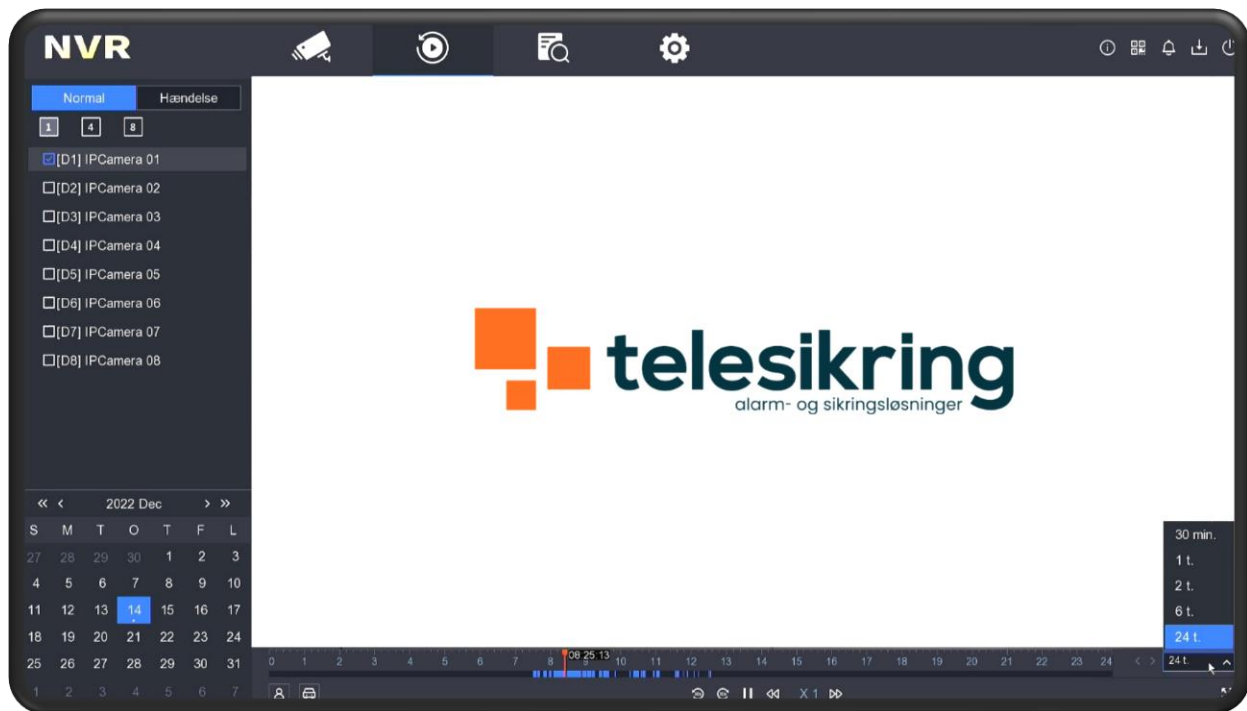 NVR
Normal Hændelse
1 4 8
[D1] IPCamera 01
[D2] IPCamera 02
[D3] IPCamera 03
[D4] IPCamera 04
[D5] IPCamera 05
[D6] IPCamera 06
[D7] IPCamera 07
[D8] IPCamera 08
telesikring
alarm- og sikringsløsninger
« < 2022 Dec > »
S M T O T F L
27 28 29 30 1 2 3
4 5 6 7 8 9 10
11 12 13 14 15 16 17
18 19 20 21 22 23 24
25 26 27 28 29 30 31
1 2 3 4 5 6 7
30 min.
1 t.
2 t.
6 t.
24 t.
08:25:13
0 1 2 3 4 5 6 7 8 9 10 11 12 13 14 15 16 17 18 19 20 21 22 23 24
24 t.
X 1